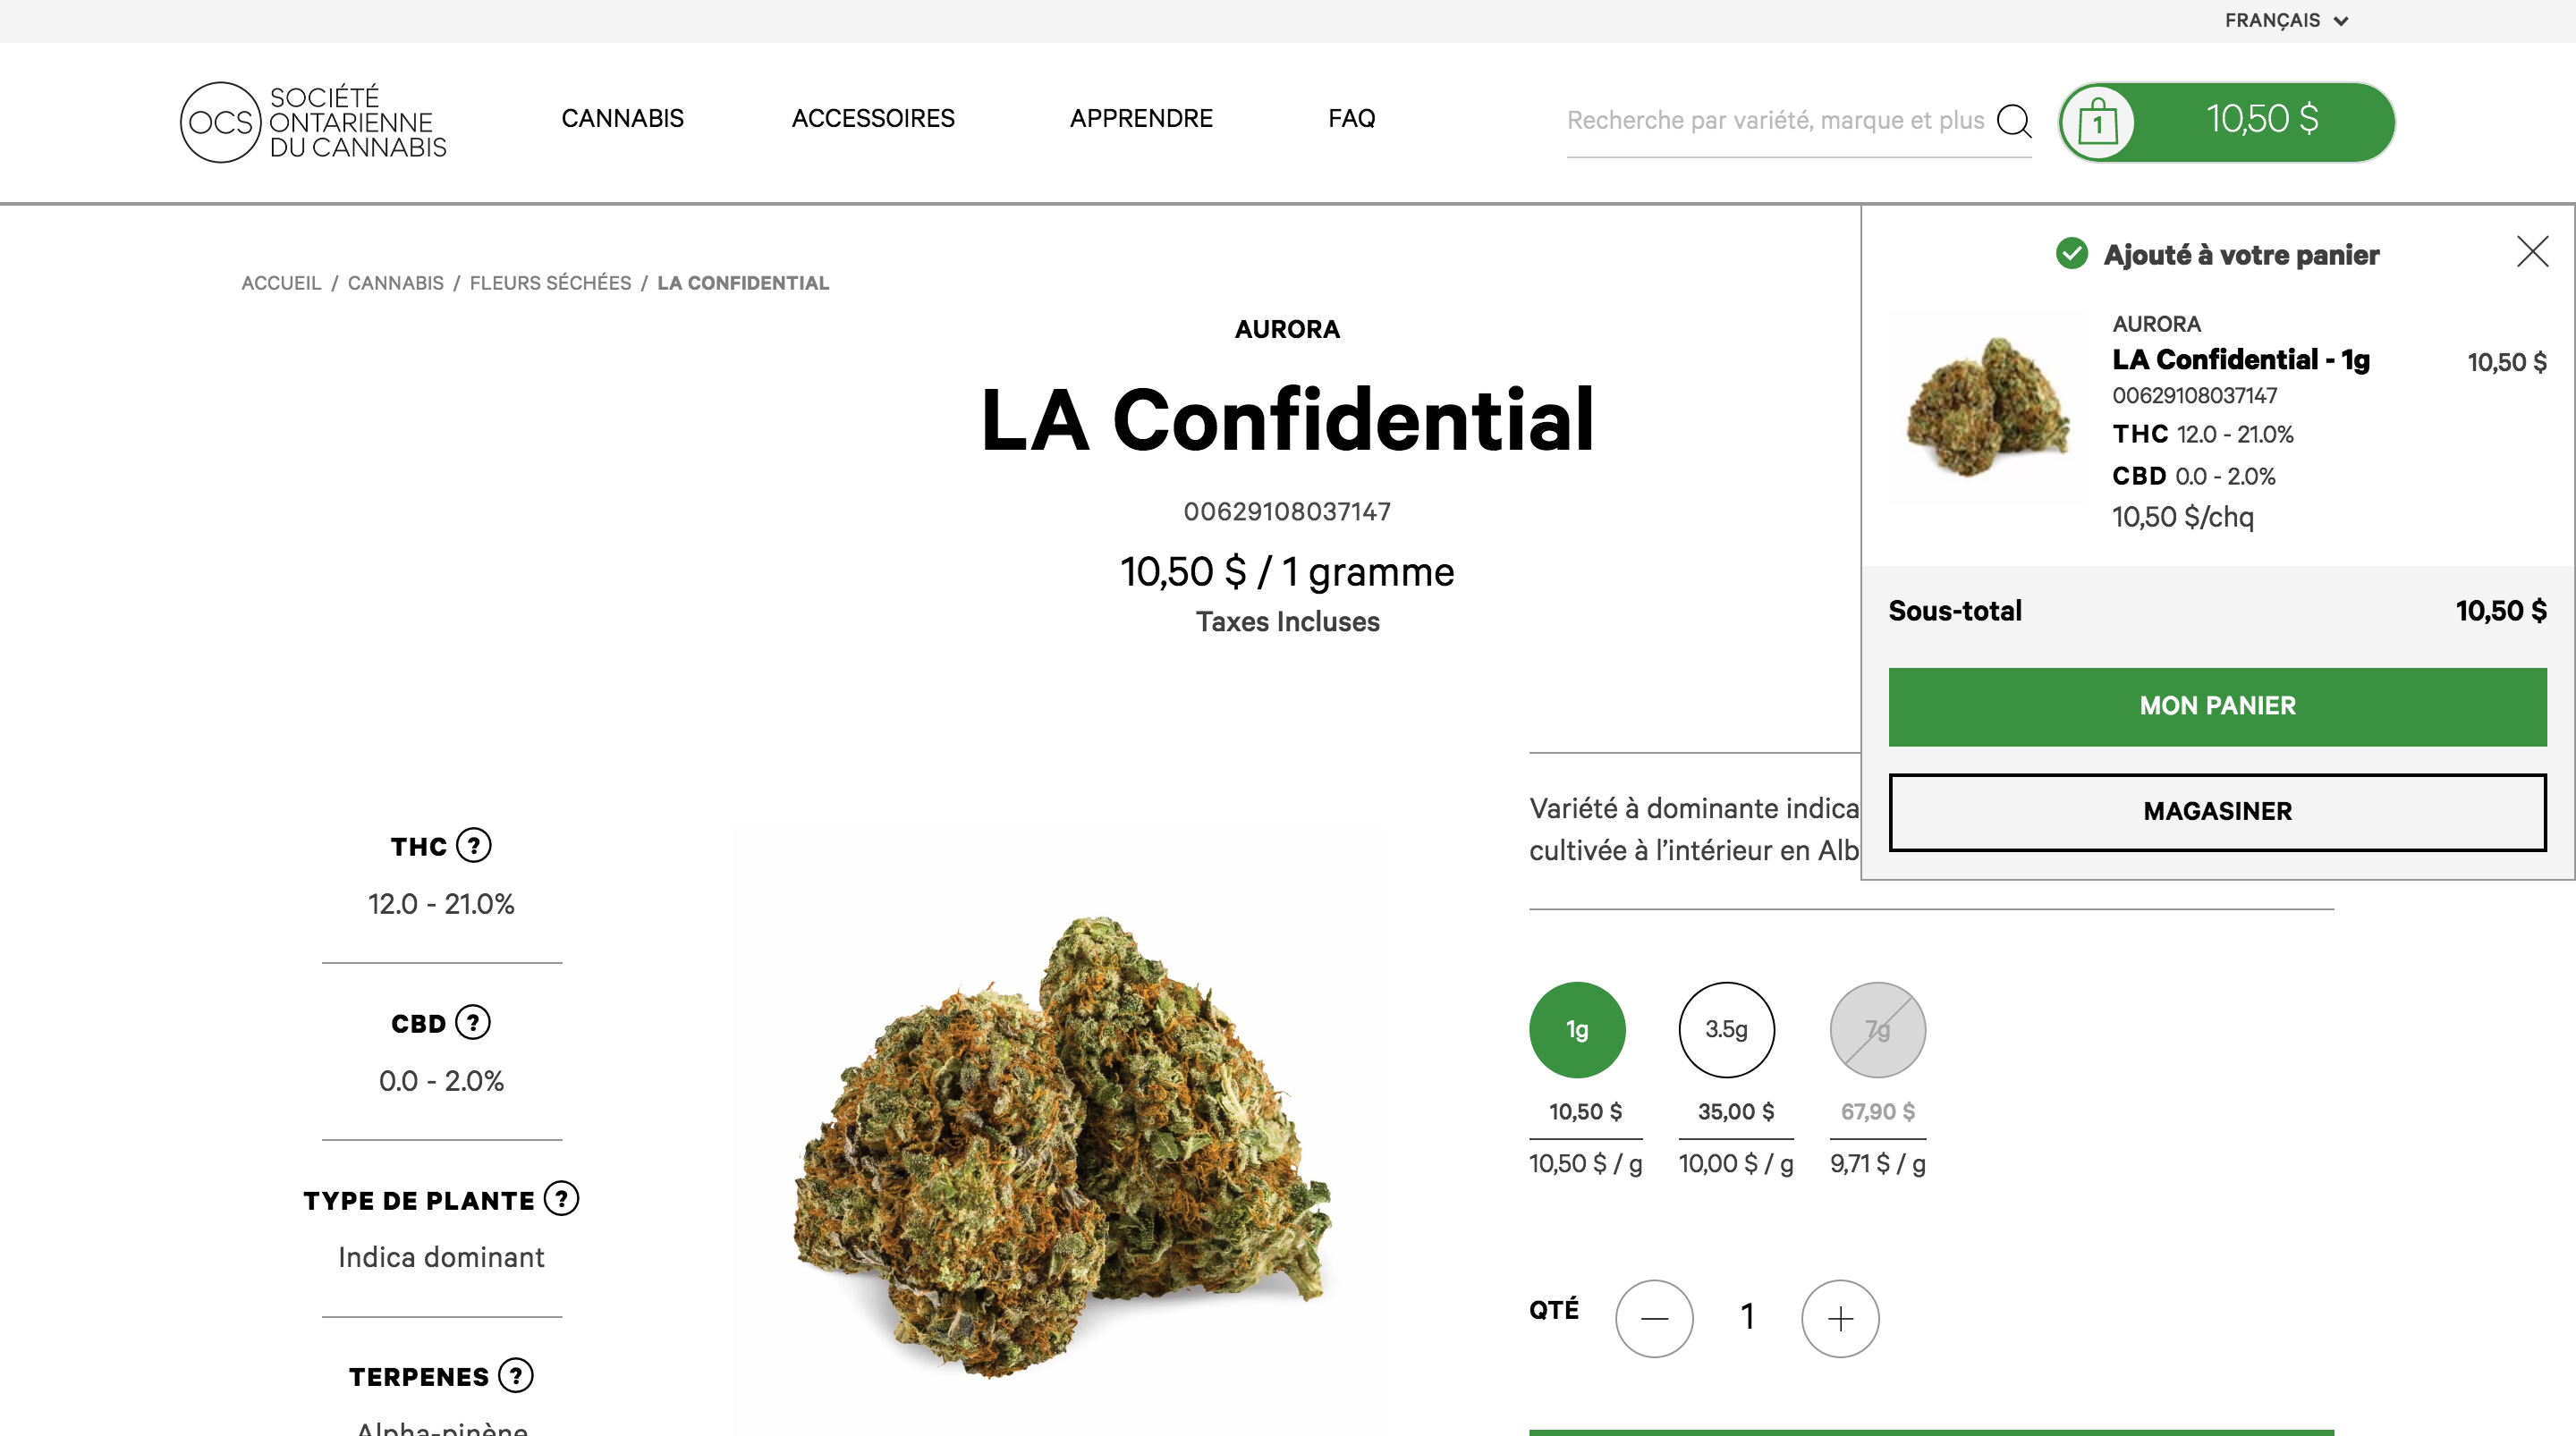 FRANÇAIS
OCS
SOCIÉTÉ
ONTARIENNE
DU CANNABIS
CANNABIS
ACCESSOIRES
APPRENDRE
FAQ
Recherche par variété, marque et plus
1
10,50 $
ACCUEIL / CANNABIS / FLEURS SÉCHÉES / LA CONFIDENTIAL
AURORA
LA Confidential
00629108037147
10,50 $ / 1 gramme
Taxes Incluses
Ajouté à votre panier
AURORA
LA Confidential - 1g
10,50 $
00629108037147
THC 12.0 - 21.0%
CBD 0.0 - 2.0%
10,50 $/chq
Sous-total 10,50 $
MON PANIER
MAGASINER
THC ?
12.0 - 21.0%
CBD ?
0.0 - 2.0%
TYPE DE PLANTE ?
Indica dominant
TERPENES ?
Alpha-pinène
Variété à dominante indica
cultivée à l’intérieur en Alb
1g 3.5g 7g
10,50 $ 35,00 $ 67,90 $
10,50 $ / g 10,00 $ / g 9,71 $ / g
QTÉ 1